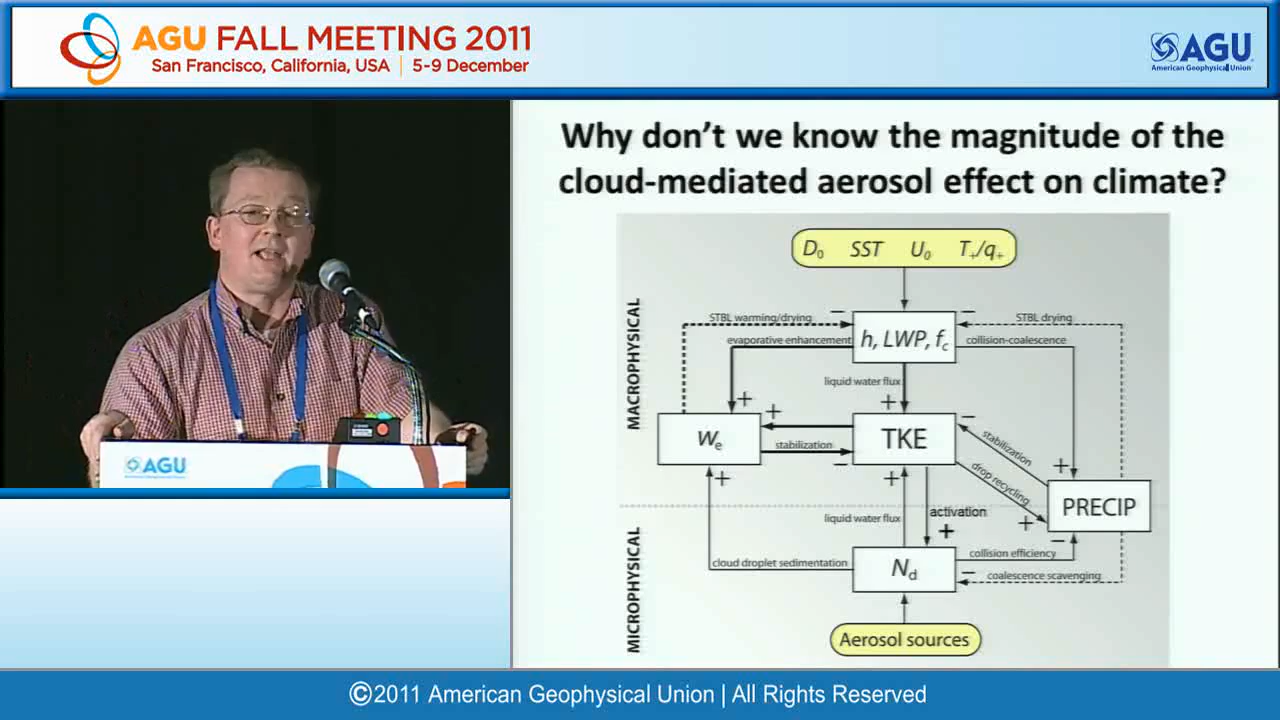 AGU FALL MEETING 2011
San Francisco, California, USA | 5-9 December
AGU
American Geophysical Union
AGU
Why don't we know the magnitude of the
cloud-mediated aerosol effect on climate?
D0 SST U0 T+/q+
MACROPHYSICAL
STBL warming/drying
−
−
STBL drying
evaporative enhancement
h, LWP, fc
collision-coalescence
liquid water flux
+
+
+
−
We
stabilization
−
TKE
stabilization
drop recycling
+
+
PRECIP
+
+
liquid water flux
activation
+
−
MICROPHYSICAL
cloud droplet sedimentation
Nd
collision efficiency
−
coalescence scavenging
Aerosol sources
©2011 American Geophysical Union | All Rights Reserved